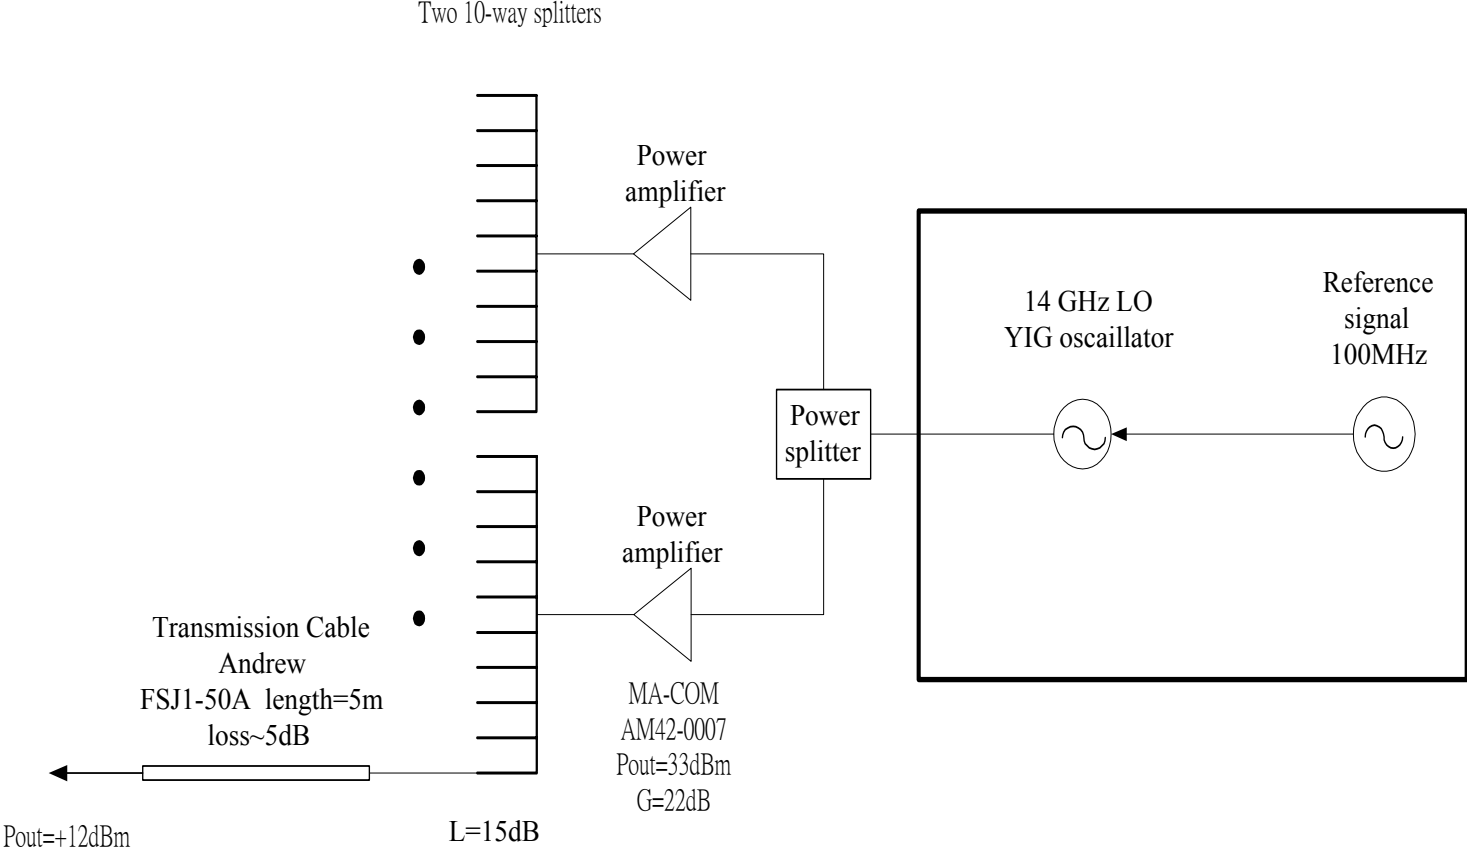 Two 10-way splitters
Power
amplifier
14 GHz LO
YIG oscaillator
Reference
signal
100MHz
Power
splitter
Power
amplifier
MA-COM
AM42-0007
Pout=33dBm
G=22dB
Transmission Cable
Andrew
FSJ1-50A length=5m
loss~5dB
Pout=+12dBm
L=15dB